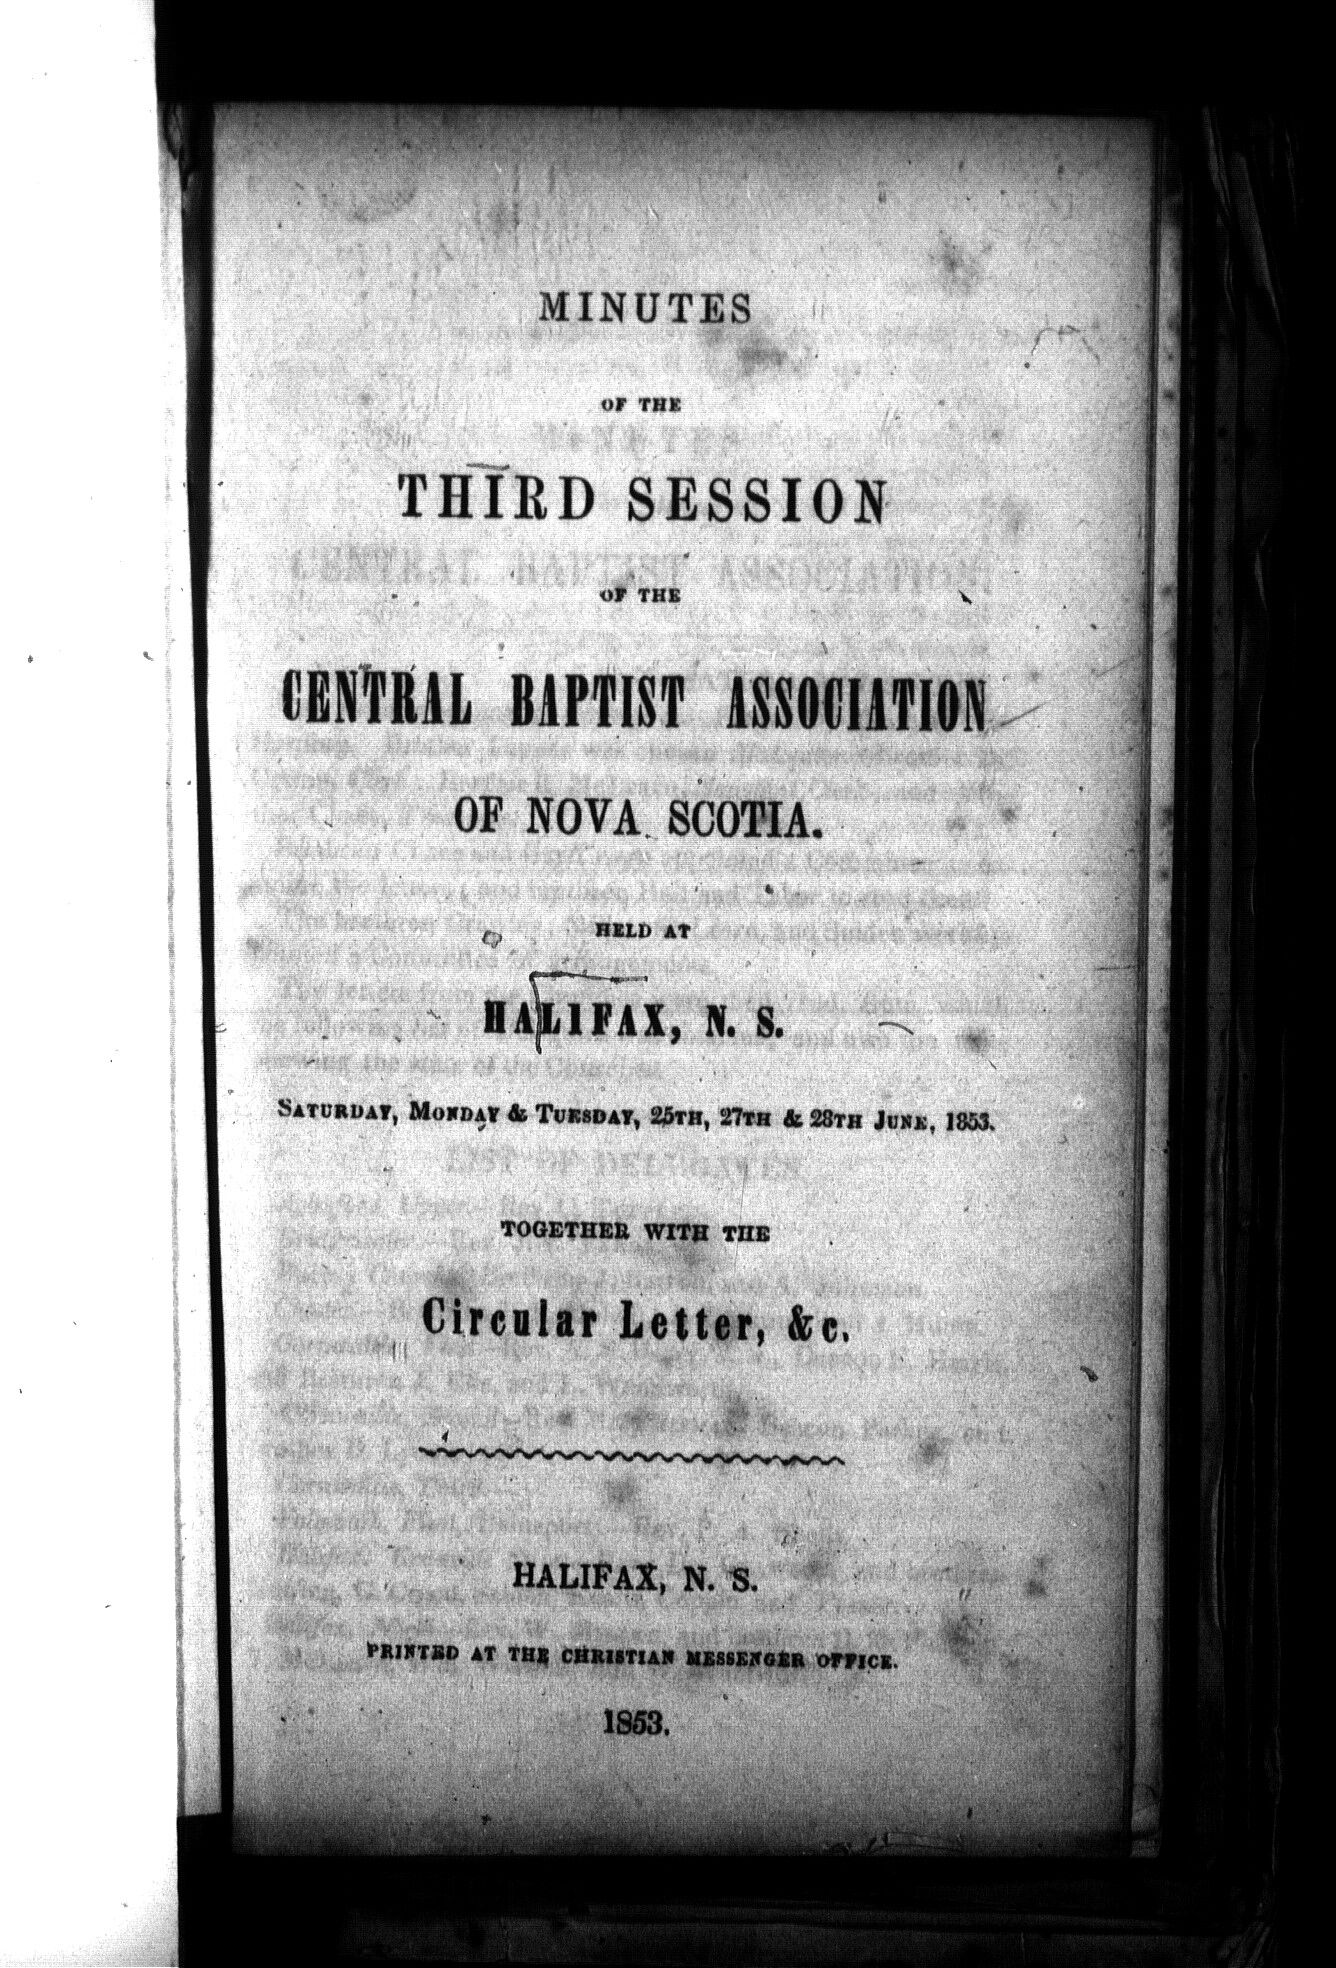 MINUTES
OF THE
THIRD SESSION
OF THE
CENTRAL BAPTIST ASSOCIATION
OF NOVA SCOTIA.
HELD AT
HALIFAX, N. S.
SATURDAY, MONDAY & TUESDAY, 25TH, 27TH & 28TH JUNE, 1853.
TOGETHER WITH THE
Circular Letter, &c.
HALIFAX, N. S.
PRINTED AT THE CHRISTIAN MESSENGER OFFICE.
1853.